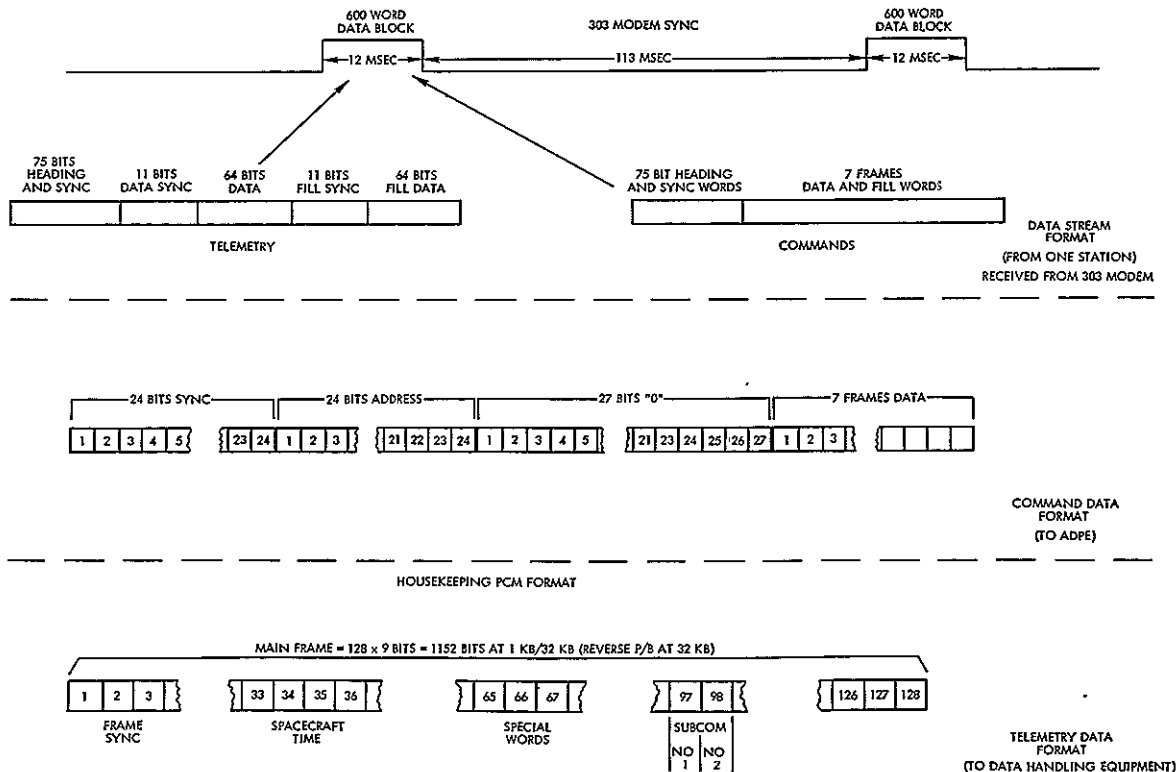 600 WORD
DATA BLOCK
303 MODEM SYNC
600 WORD
DATA BLOCK
12 MSEC
113 MSEC
12 MSEC
75 BITS
HEADING
AND SYNC
11 BITS
DATA SYNC
64 BITS
DATA
11 BITS
FILL SYNC
64 BITS
FILL DATA
75 BIT HEADING
AND SYNC WORDS
7 FRAMES
DATA AND FILL WORDS
TELEMETRY
COMMANDS
DATA STREAM
FORMAT
(FROM ONE STATION)
RECEIVED FROM 303 MODEM
24 BITS SYNC
24 BITS ADDRESS
27 BITS "0"
7 FRAMES DATA
1 2 3 4 5 23 24 1 2 3 21 22 23 24 1 2 3 4 5 21 23 24 25 26 27 1 2 3
COMMAND DATA
FORMAT
(TO ADPE)
HOUSEKEEPING PCM FORMAT
MAIN FRAME = 128 x 9 BITS = 1152 BITS AT 1 KB/32 KB (REVERSE P/B AT 32 KB)
1 2 3 33 34 35 36 65 66 67 97 98 126 127 128
FRAME
SYNC
SPACECRAFT
TIME
SPECIAL
WORDS
SUBCOM
NO 1
NO 2
TELEMETRY DATA
FORMAT
(TO DATA HANDLING EQUIPMENT)